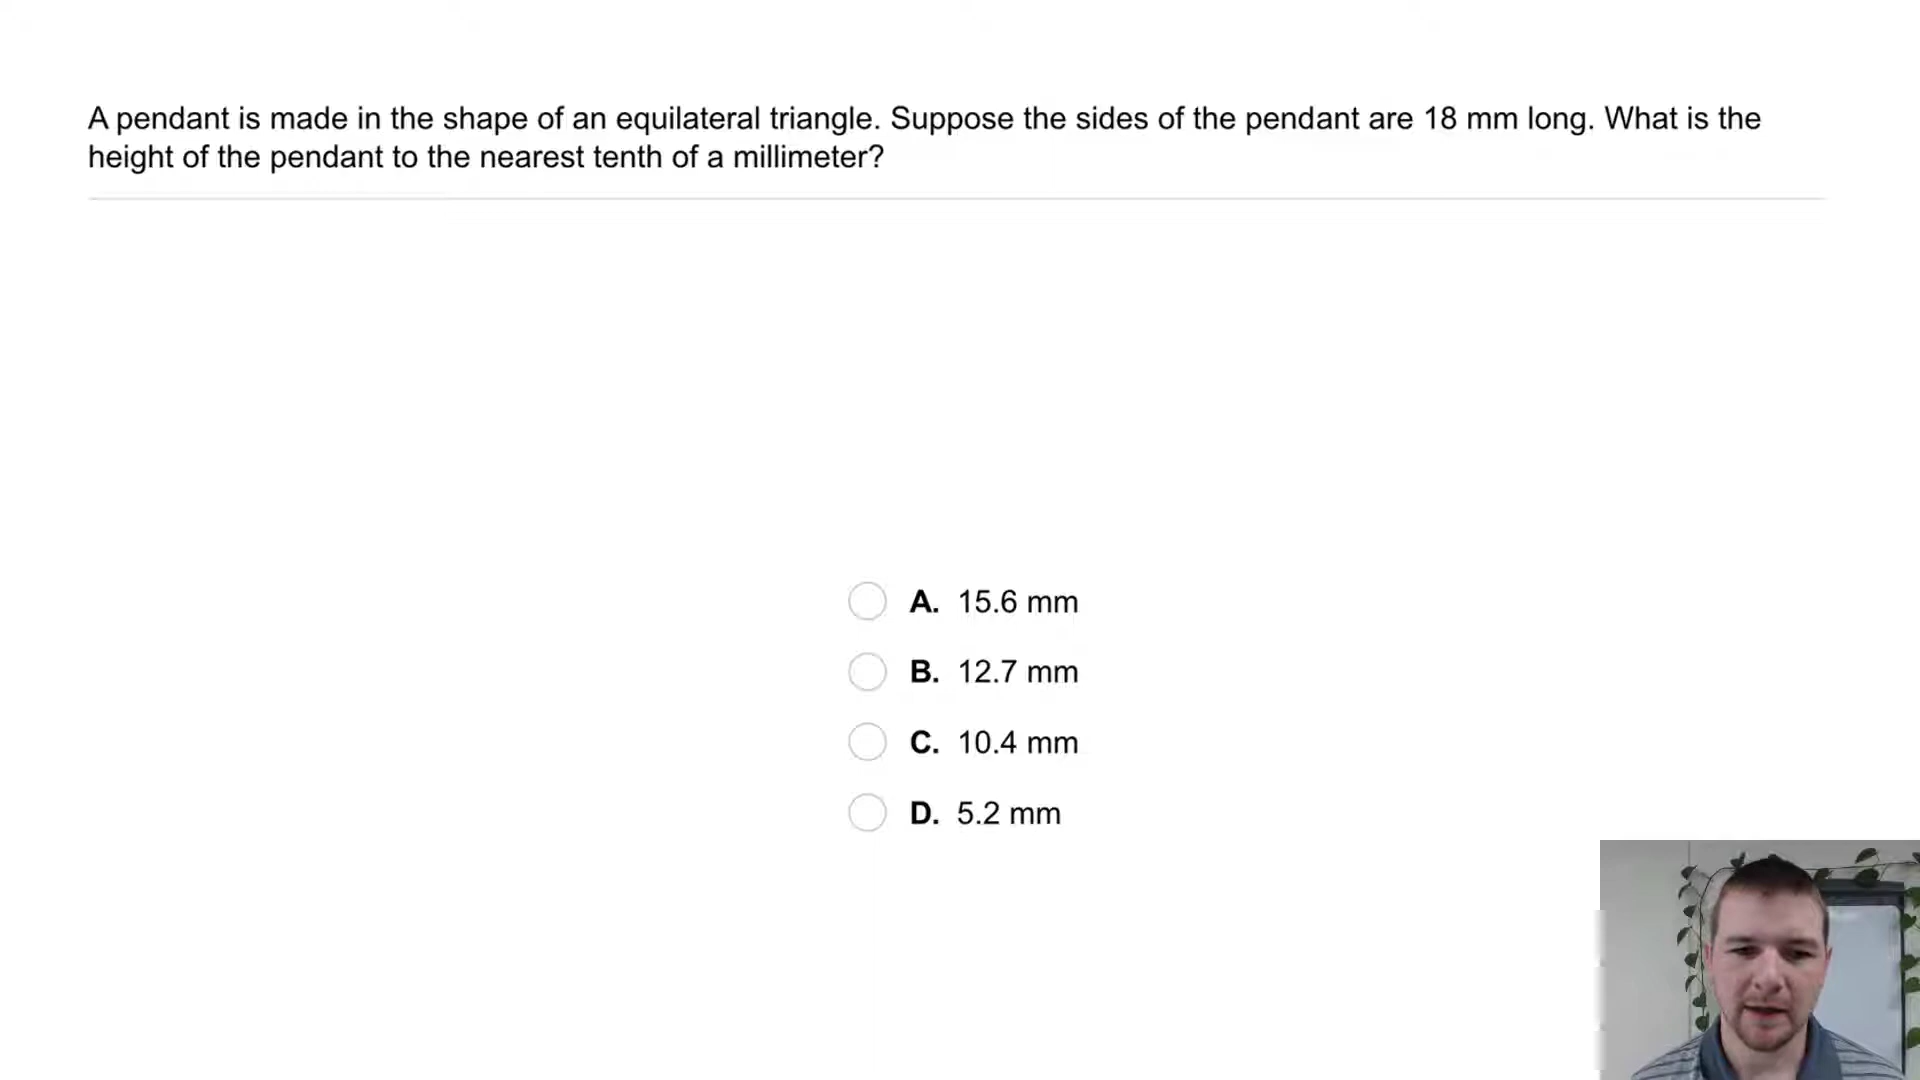 A pendant is made in the shape of an equilateral triangle. Suppose the sides of the pendant are 18 mm long. What is the
height of the pendant to the nearest tenth of a millimeter?
A. 15.6 mm
B. 12.7 mm
C. 10.4 mm
D. 5.2 mm